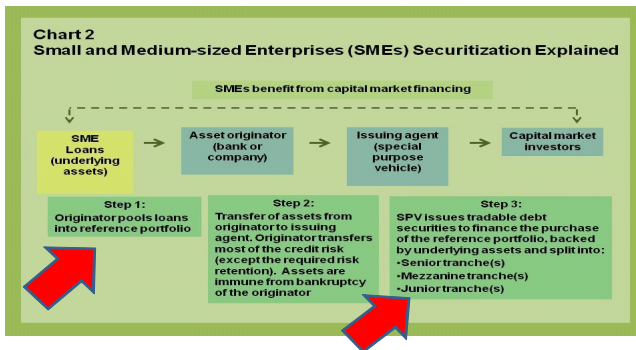 Chart 2
Small and Medium-sized Enterprises (SMEs) Securitization Explained
SMEs benefit from capital market financing
SME
Loans
(underlying
assets)
Asset originator
(bank or
company)
Issuing agent
(special
purpose
vehicle)
Capital market
investors
Step 1:
Originator pools loans
into reference portfolio
Step 2:
Transfer of assets from
originator to issuing
agent. Originator transfers
most of the credit risk
(except the required risk
retention).  Assets are
immune from bankruptcy
of the originator
Step 3:
SPV issues tradable debt
securities to finance the purchase
of the reference portfolio, backed
by underlying assets and split into:
•Senior tranche(s)
•Mezzanine tranche(s)
•Junior tranche(s)